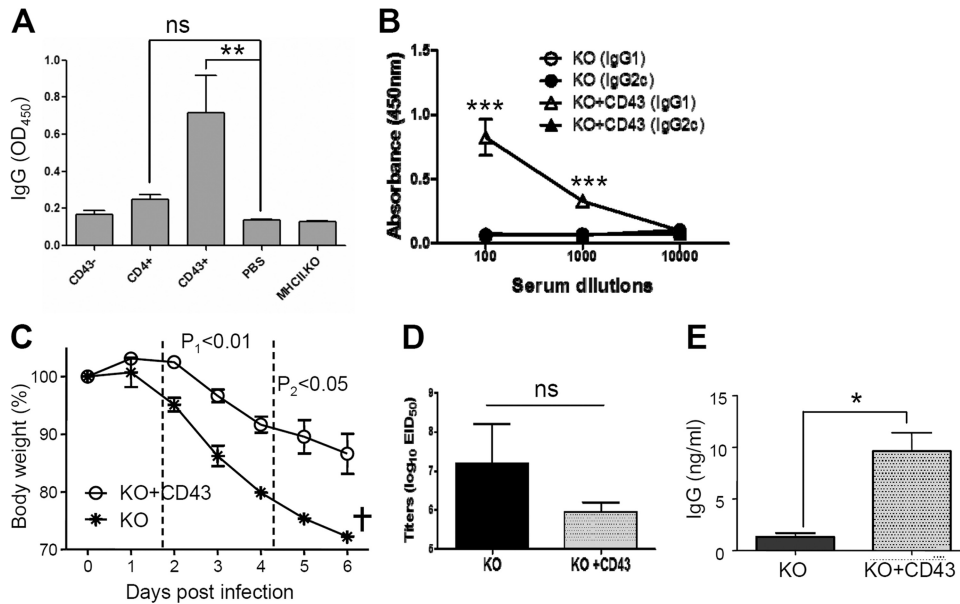 A
ns
**
IgG (OD450)
1.0
0.8
0.6
0.4
0.2
0.0
CD43-
CD4+
CD43+
PBS
MHCII.KO
B
Absorbance (450nm)
1.5
1.0
0.5
0.0
***
***
KO (IgG1)
KO (IgG2c)
KO+CD43 (IgG1)
KO+CD43 (IgG2c)
100
1000
10000
Serum dilutions
C
P1<0.01
P2<0.05
Body weight (%)
100
90
80
70
KO+CD43
KO
†
0 1 2 3 4 5 6
Days post infection
D
ns
Titers (log10 EID50)
7
6
KO
KO +CD43
E
*
IgG (ng/ml)
15
10
5
0
KO
KO+CD43